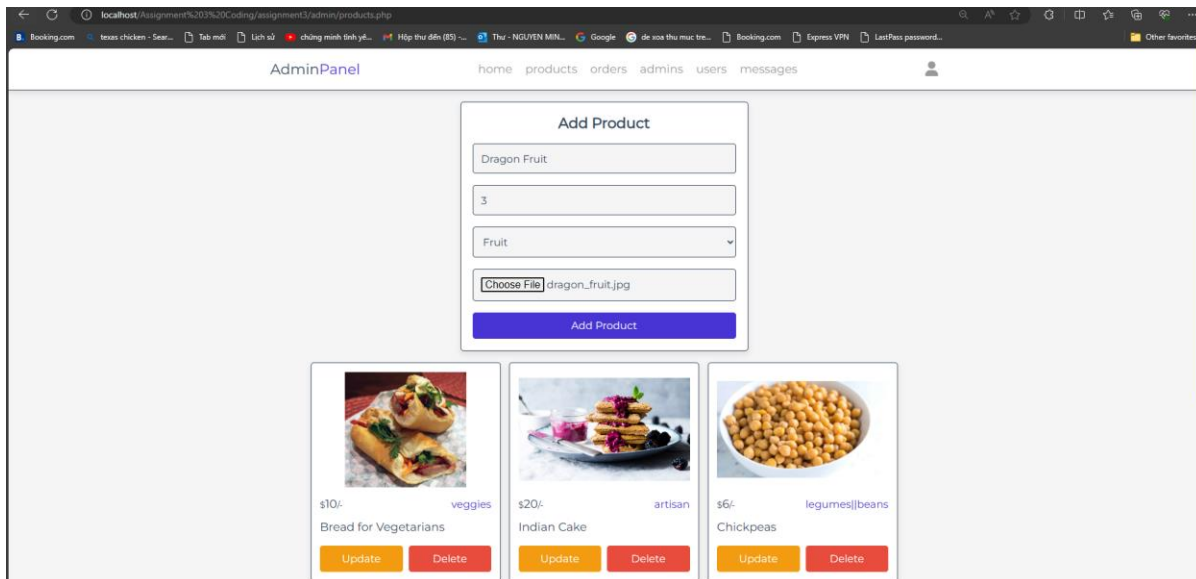 localhost/Assignment%203%20Coding/assignment3/admin/products.php
Booking.com texas chicken - Sear... Tab mới Lịch sử chứng minh tình yê... Hộp thư đến (85) -... Thư - NGUYEN MIN... Google de xoa thu muc tre... Booking.com Express VPN LastPass password... Other favorites
AdminPanel home products orders admins users messages
Add Product
Dragon Fruit
3
Fruit
Choose File dragon_fruit.jpg
Add Product
$10/- veggies $20/- artisan $6/- legumes||beans
Bread for Vegetarians Indian Cake Chickpeas
Update Delete Update Delete Update Delete